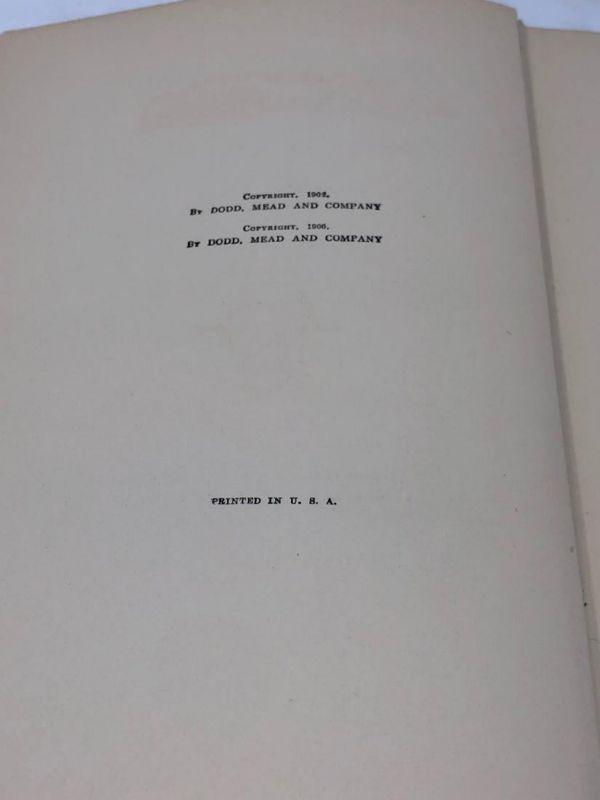 COPYRIGHT, 1902,
BY DODD, MEAD AND COMPANY
COPYRIGHT, 1906,
BY DODD, MEAD AND COMPANY
PRINTED IN U. S. A.